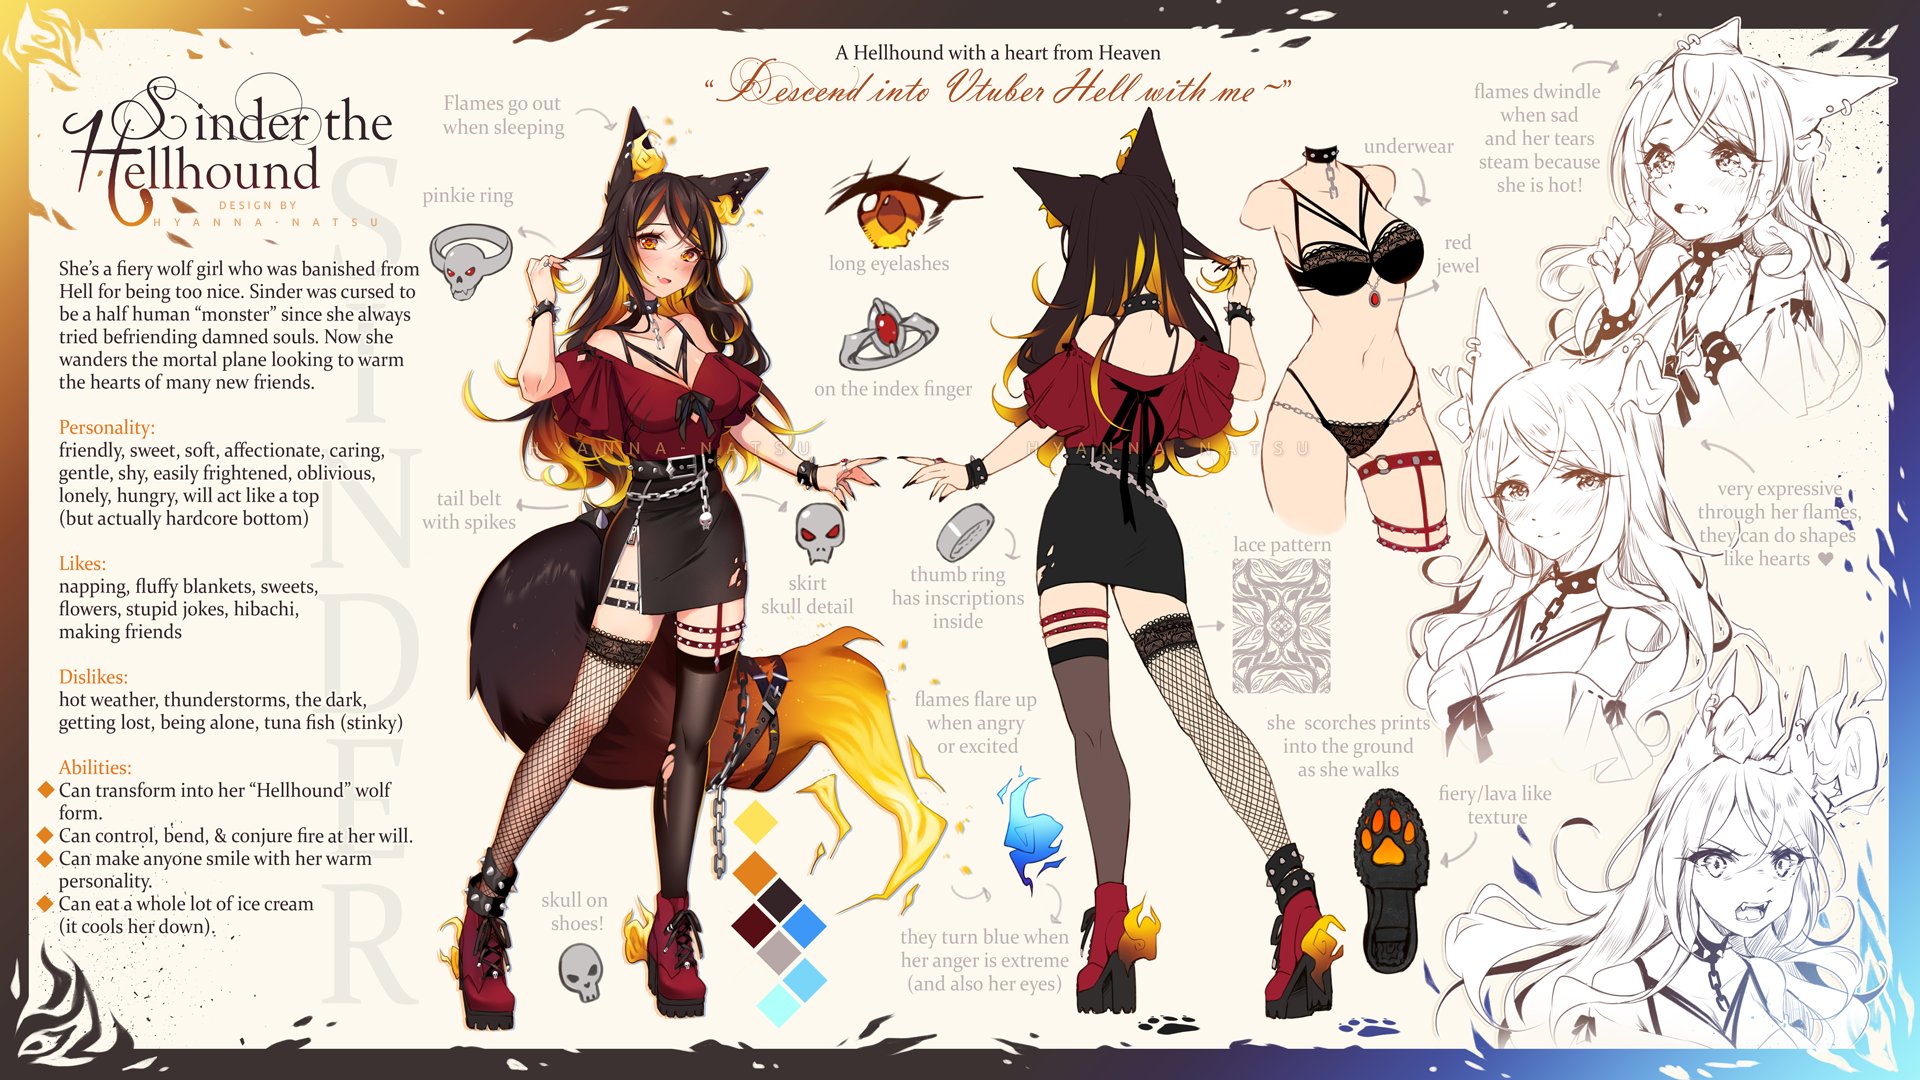 A Hellhound with a heart from Heaven
“Descend into Vtuber Hell with me ~”
Sinder the
Hellhound
DESIGN BY
HYANNA-NATSU
SINDER
She’s a fiery wolf girl who was banished from
Hell for being too nice. Sinder was cursed to
be a half human “monster” since she always
tried befriending damned souls. Now she
wanders the mortal plane looking to warm
the hearts of many new friends.
Personality:
friendly, sweet, soft, affectionate, caring,
gentle, shy, easily frightened, oblivious,
lonely, hungry, will act like a top
(but actually hardcore bottom)
Likes:
napping, fluffy blankets, sweets,
flowers, stupid jokes, hibachi,
making friends
Dislikes:
hot weather, thunderstorms, the dark,
getting lost, being alone, tuna fish (stinky)
Abilities:
Can transform into her “Hellhound” wolf
form.
Can control, bend, & conjure fire at her will.
Can make anyone smile with her warm
personality.
Can eat a whole lot of ice cream
(it cools her down).
Flames go out
when sleeping
pinkie ring
tail belt
with spikes
skull on
shoes!
long eyelashes
on the index finger
HYANNA-NATSU
HYANNA-NATSU
skirt
skull detail
thumb ring
has inscriptions
inside
flames flare up
when angry
or excited
they turn blue when
her anger is extreme
(and also her eyes)
underwear
red
jewel
lace pattern
she scorches prints
into the ground
as she walks
fiery/lava like
texture
flames dwindle
when sad
and her tears
steam because
she is hot!
very expressive
through her flames,
they can do shapes
like hearts ♥